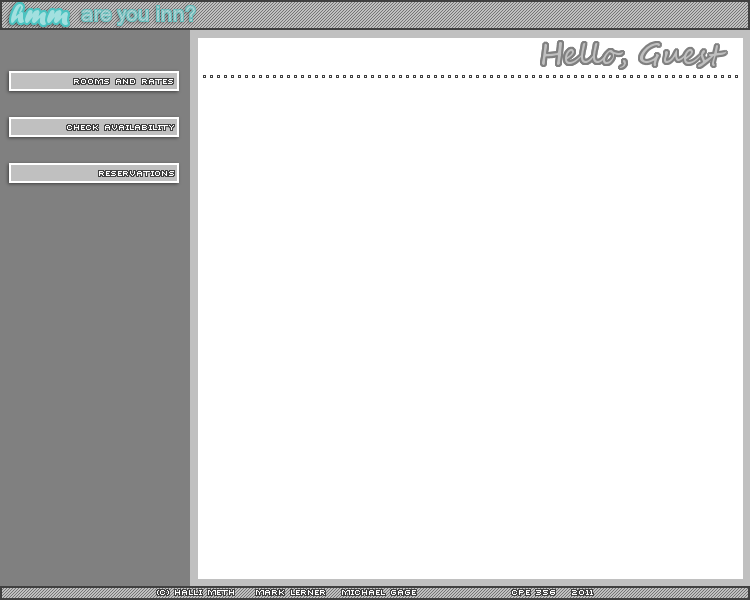 hmm are you inn?
Hello, Guest
ROOMS AND RATES
CHECK AVAILABILITY
RESERVATIONS
(C) HALLI METH MARK LERNER MICHAEL GAGE CPE 356 2011